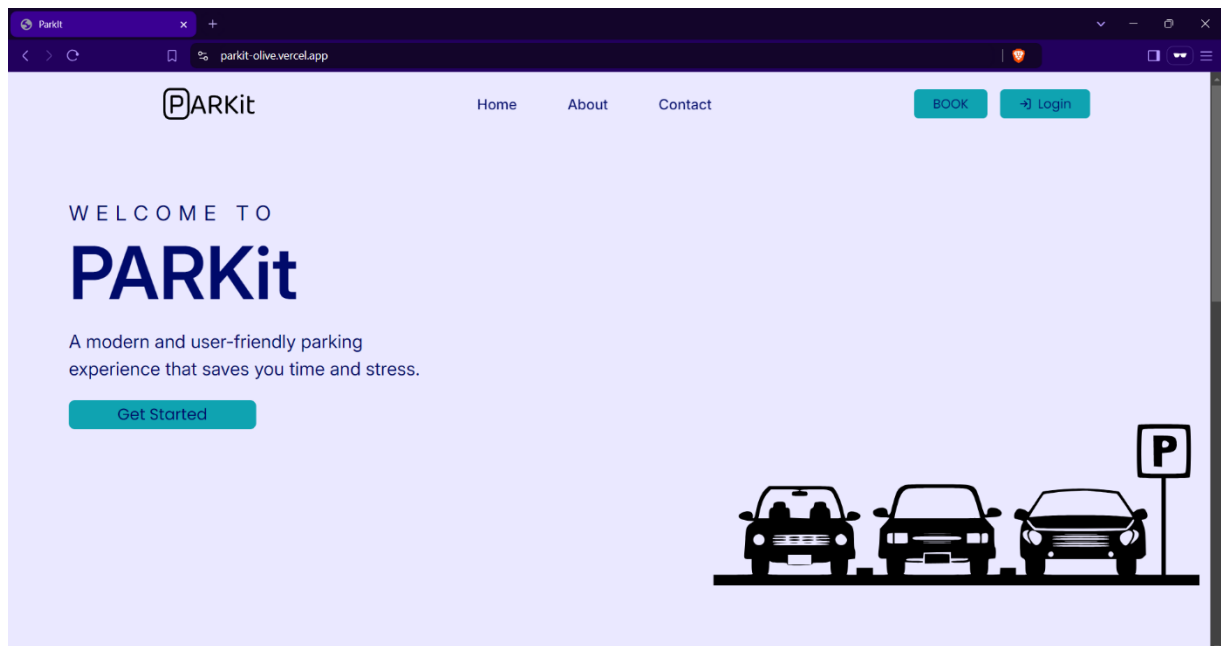 ParkIt
parkit-olive.vercel.app
PARKit
Home About Contact
BOOK Login
WELCOME TO
PARKit
A modern and user-friendly parking
experience that saves you time and stress.
Get Started
P